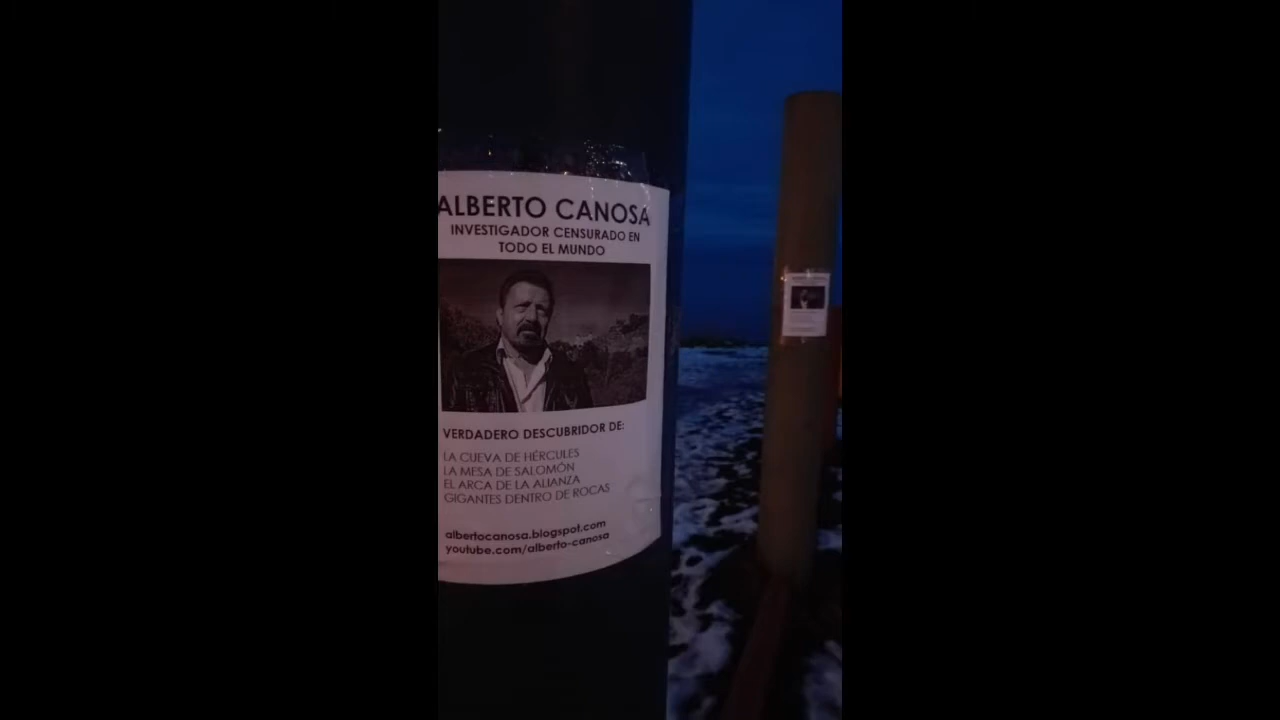 ALBERTO CANOSA
INVESTIGADOR CENSURADO EN
TODO EL MUNDO
VERDADERO DESCUBRIDOR DE:
LA CUEVA DE HÉRCULES
LA MESA DE SALOMÓN
EL ARCA DE LA ALIANZA
GIGANTES DENTRO DE ROCAS
albertocanosa.blogspot.com
youtube.com/alberto-canosa